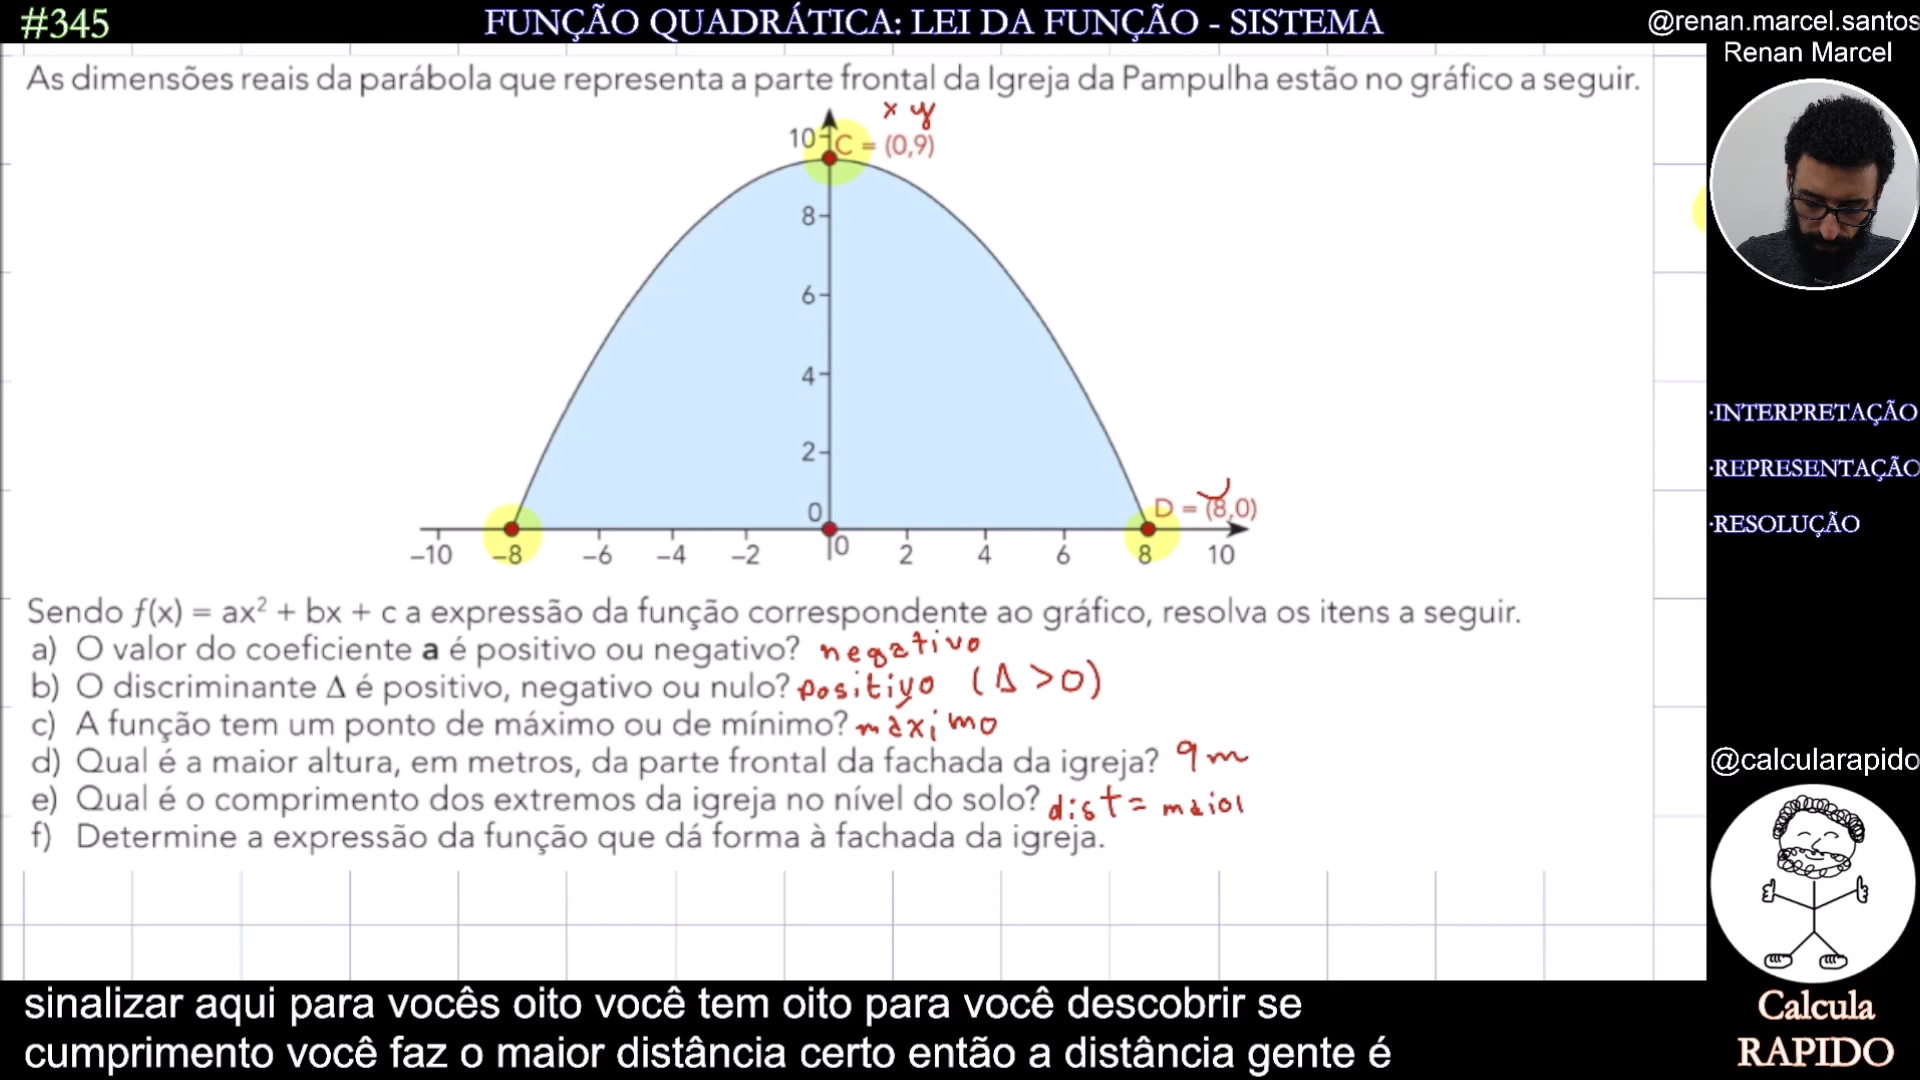 #345
FUNÇÃO QUADRÁTICA: LEI DA FUNÇÃO - SISTEMA
@renan.marcel.santos
Renan Marcel
As dimensões reais da parábola que representa a parte frontal da Igreja da Pampulha estão no gráfico a seguir.
x y
10
C = (0,9)
8
6
4
2
0
D = (8,0)
-10 -8 -6 -4 -2 0 2 4 6 8 10
Sendo f(x) = ax² + bx + c a expressão da função correspondente ao gráfico, resolva os itens a seguir.
a) O valor do coeficiente a é positivo ou negativo? negativo
b) O discriminante Δ é positivo, negativo ou nulo? positivo (Δ > 0)
c) A função tem um ponto de máximo ou de mínimo? máximo
d) Qual é a maior altura, em metros, da parte frontal da fachada da igreja? 9m
e) Qual é o comprimento dos extremos da igreja no nível do solo? dist = maior
f) Determine a expressão da função que dá forma à fachada da igreja.
·INTERPRETAÇÃO
·REPRESENTAÇÃO
·RESOLUÇÃO
@calcularapido
Calcula
RAPIDO
sinalizar aqui para vocês oito você tem oito para você descobrir se
cumprimento você faz o maior distância certo então a distância gente é